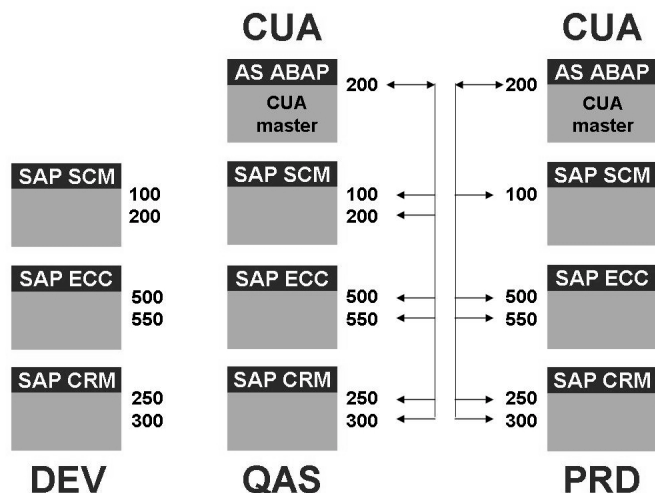 CUA
CUA
AS ABAP
200
200
AS ABAP
CUA
master
CUA
master
SAP SCM
100
200
SAP SCM
100
200
100
SAP SCM
SAP ECC
500
550
SAP ECC
500
550
500
550
SAP ECC
SAP CRM
250
300
SAP CRM
250
300
250
300
SAP CRM
DEV
QAS
PRD